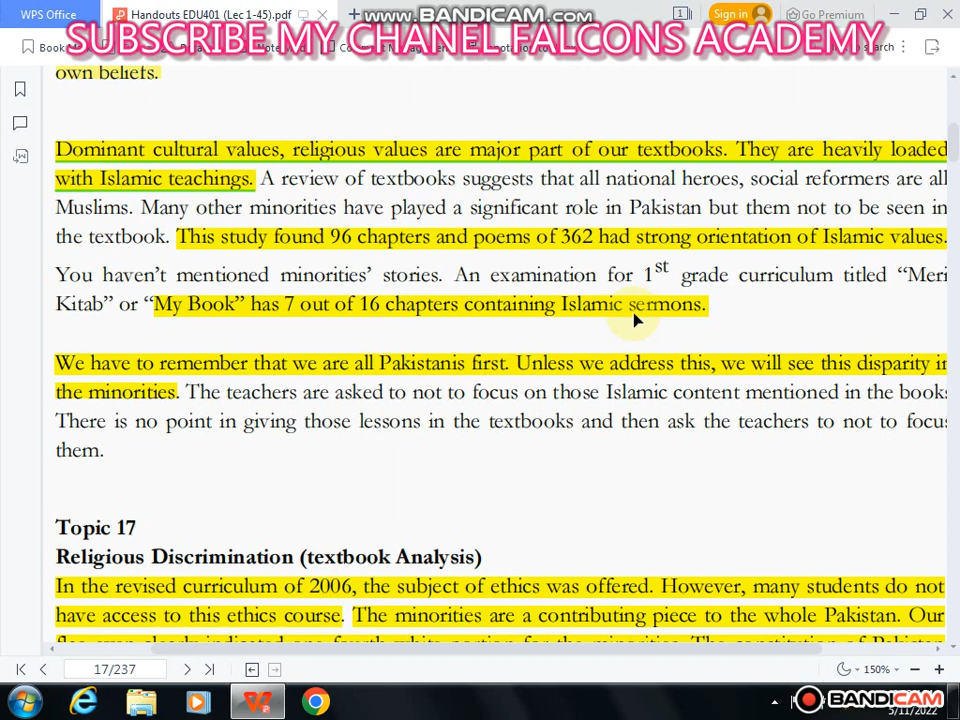 WPS Office
Handouts EDU401 (Lec 1-45).pdf
www.BANDICAM.com
1
Sign in
Go Premium
SUBSCRIBE MY CHANEL FALCONS ACADEMY
own beliefs.
Dominant cultural values, religious values are major part of our textbooks. They are heavily loaded
with Islamic teachings. A review of textbooks suggests that all national heroes, social reformers are all
Muslims. Many other minorities have played a significant role in Pakistan but them not to be seen in
the textbook. This study found 96 chapters and poems of 362 had strong orientation of Islamic values.
You haven't mentioned minorities' stories. An examination for 1st grade curriculum titled "Meri
Kitab" or "My Book" has 7 out of 16 chapters containing Islamic sermons.
We have to remember that we are all Pakistanis first. Unless we address this, we will see this disparity in
the minorities. The teachers are asked to not to focus on those Islamic content mentioned in the books
There is no point in giving those lessons in the textbooks and then ask the teachers to not to focus
them.
Topic 17
Religious Discrimination (textbook Analysis)
In the revised curriculum of 2006, the subject of ethics was offered. However, many students do not
have access to this ethics course. The minorities are a contributing piece to the whole Pakistan. Our
17/237
150%
BANDICAM
5/11/2022